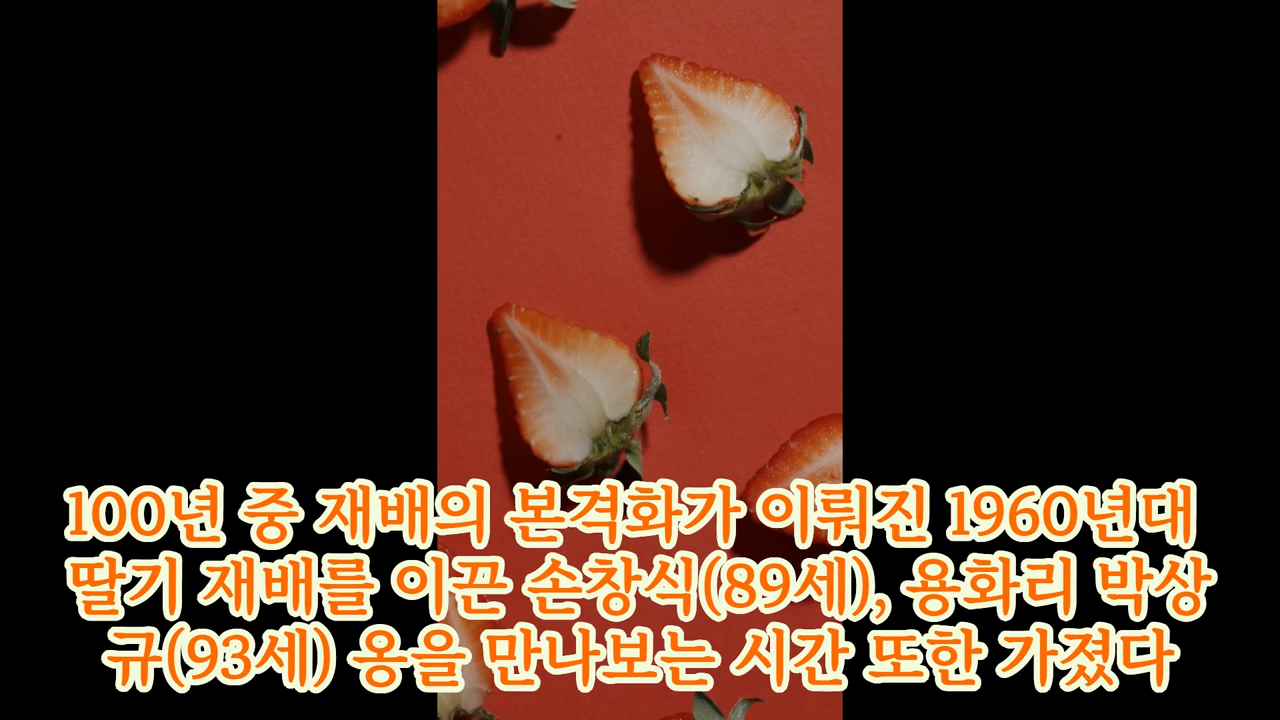 100년 중 재배의 본격화가 이뤄진 1960년대
딸기 재배를 이끈 손창식(89세), 용화리 박상
규(93세) 옹을 만나보는 시간 또한 가졌다